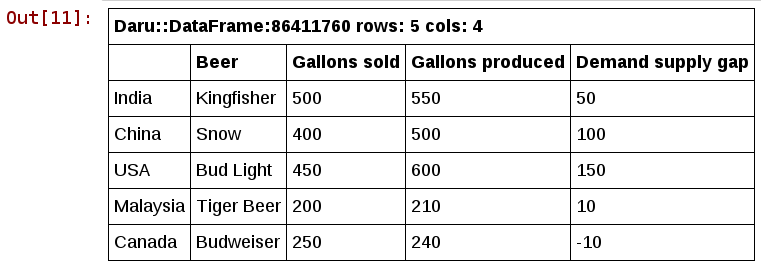 Out[11]:
Daru::DataFrame:86411760 rows: 5 cols: 4
Beer Gallons sold Gallons produced Demand supply gap
India Kingfisher 500 550 50
China Snow 400 500 100
USA Bud Light 450 600 150
Malaysia Tiger Beer 200 210 10
Canada Budweiser 250 240 -10